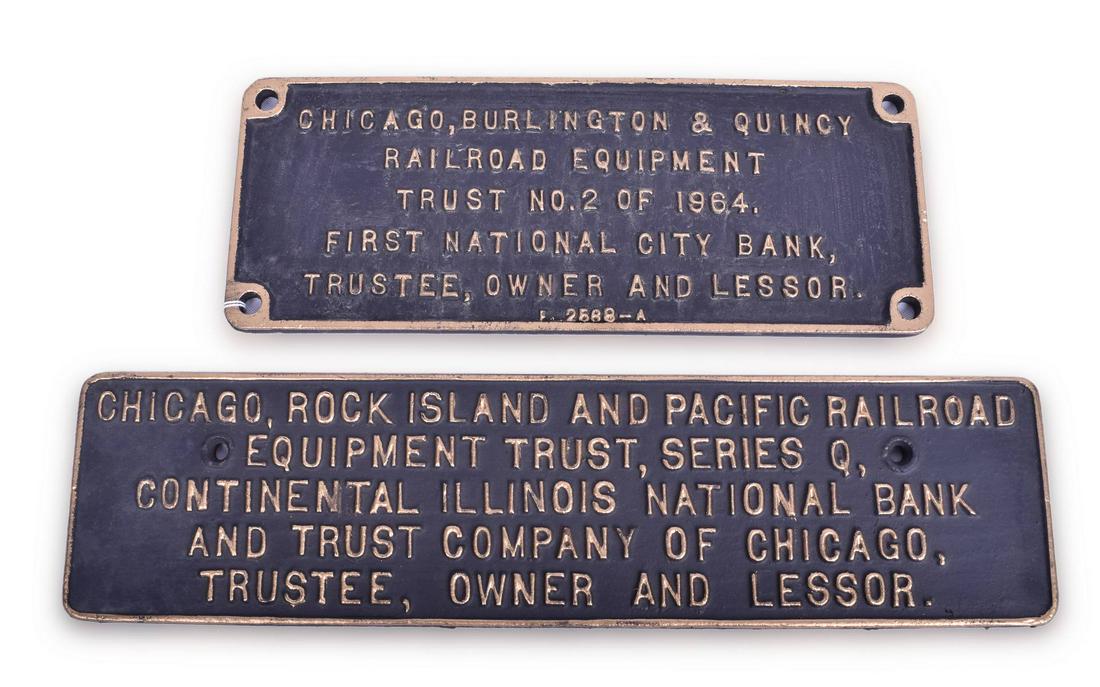 CHICAGO, BURLINGTON & QUINCY
RAILROAD EQUIPMENT
TRUST NO.2 OF 1964.
FIRST NATIONAL CITY BANK,
TRUSTEE, OWNER AND LESSOR.
2588-A
CHICAGO, ROCK ISLAND AND PACIFIC RAILROAD
EQUIPMENT TRUST, SERIES Q,
CONTINENTAL ILLINOIS NATIONAL BANK
AND TRUST COMPANY OF CHICAGO,
TRUSTEE, OWNER AND LESSOR.